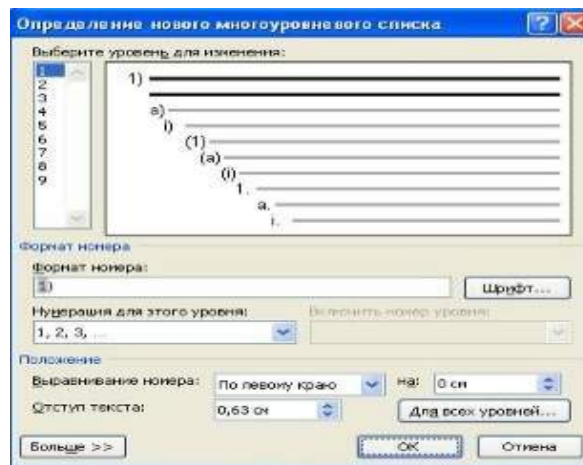 Определение нового многоуровневого списка
Выберите уровень для изменения:
1
2
3
4
5
6
7
8
9
1)
a)
i)
(1)
(a)
(i)
1.
a.
i.
Формат номера
Формат номера:
1)
Шрифт...
Нумерация для этого уровня:
Включить номер уровня:
1, 2, 3, ...
Положение
Выравнивание номера:
По левому краю
на:
0 см
Отступ текста:
0,63 см
Для всех уровней...
Больше >>
ОК
Отмена